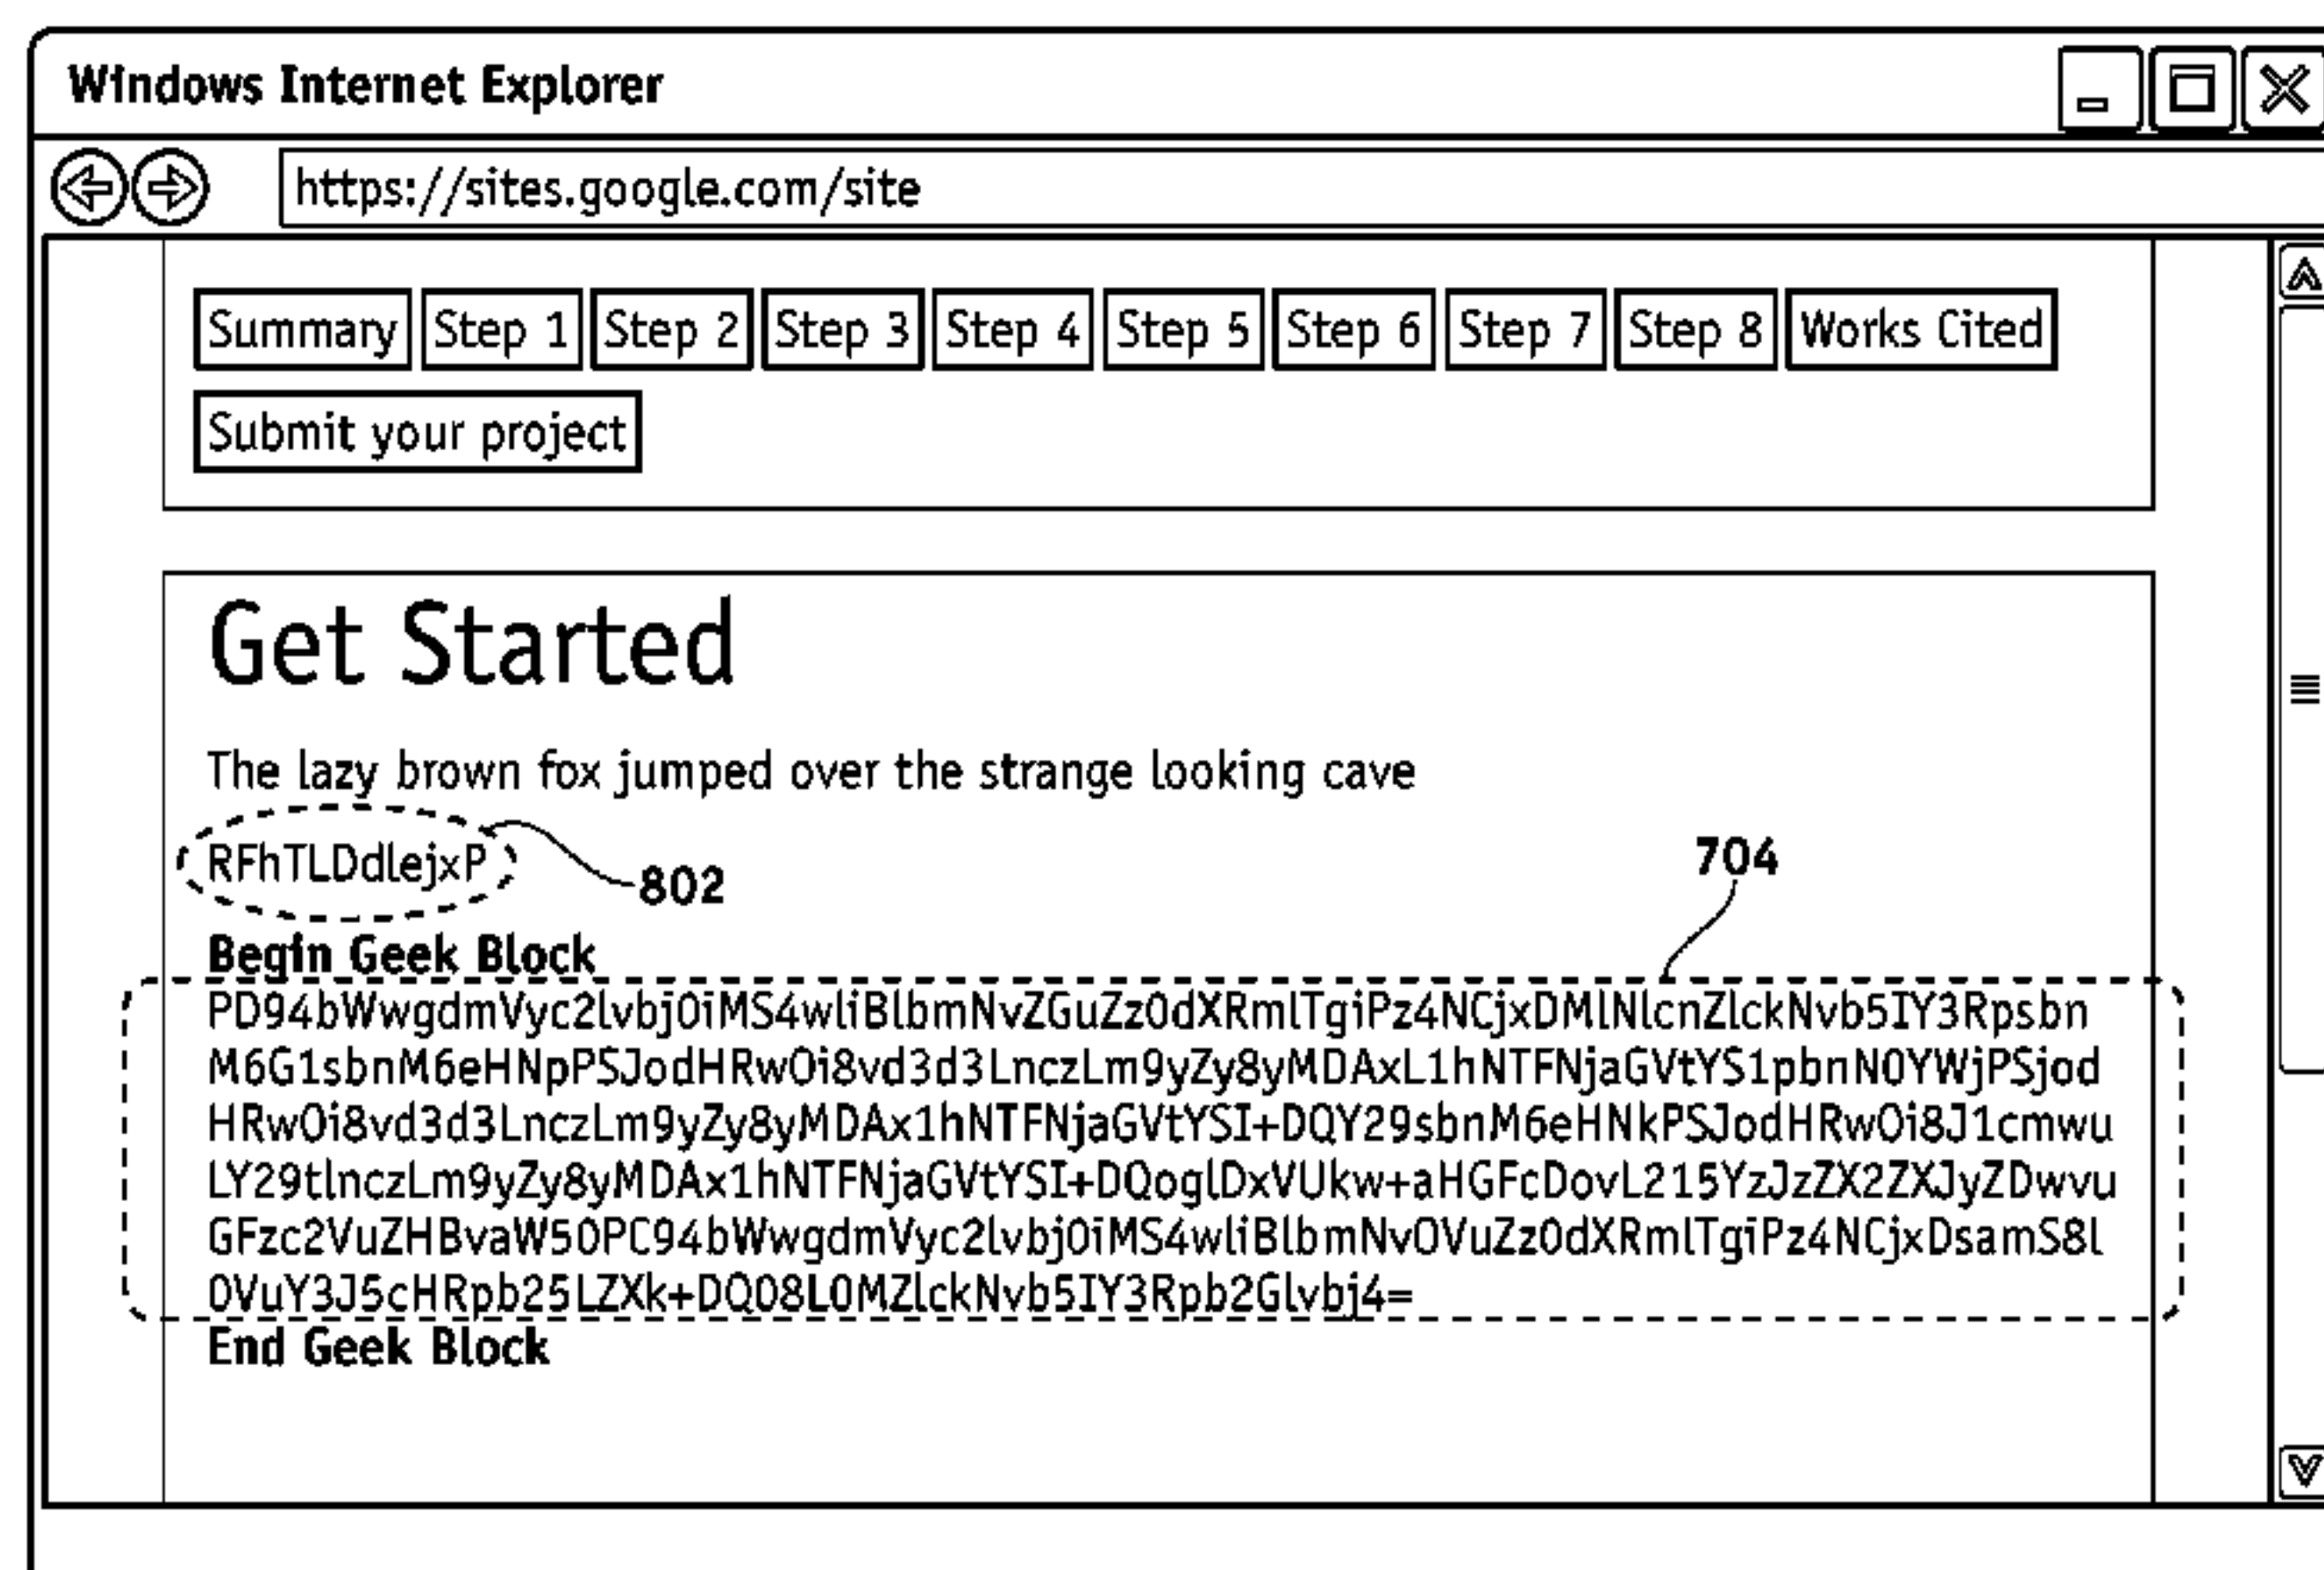 Windows Internet Explorer
https://sites.google.com/site
Summary Step 1 Step 2 Step 3 Step 4 Step 5 Step 6 Step 7 Step 8 Works Cited
Submit your project
Get Started
The lazy brown fox jumped over the strange looking cave
RFhTLDdlejxP
802
704
Begin Geek Block
PD94bWwgdmVyc2lvbj0iMS4wliBlbmNvZGuZz0dXRmlTgiPz4NCjxDMlNlcnZlckNvb5IY3Rpsbn
M6G1sbnM6eHNpPSJodHRwOi8vd3d3LnczLm9yZy8yMDAxL1hNTFNjaGVtYS1pbnN0YWjPSjod
HRwOi8vd3d3LnczLm9yZy8yMDAx1hNTFNjaGVtYSI+DQY29sbnM6eHNkPSJodHRwOi8J1cmwu
LY29tlnczLm9yZy8yMDAx1hNTFNjaGVtYSI+DQoglDxVUkw+aHGFcDovL215YzJzZX2ZXJyZDwvu
GFzc2VuZHBvaW50PC94bWwgdmVyc2lvbj0iMS4wliBlbmNvOVuZz0dXRmlTgiPz4NCjxDsamS8l
0VuY3J5cHRpb25LZXk+DQ08L0MZlckNvb5IY3Rpb2Glvbj4=
End Geek Block